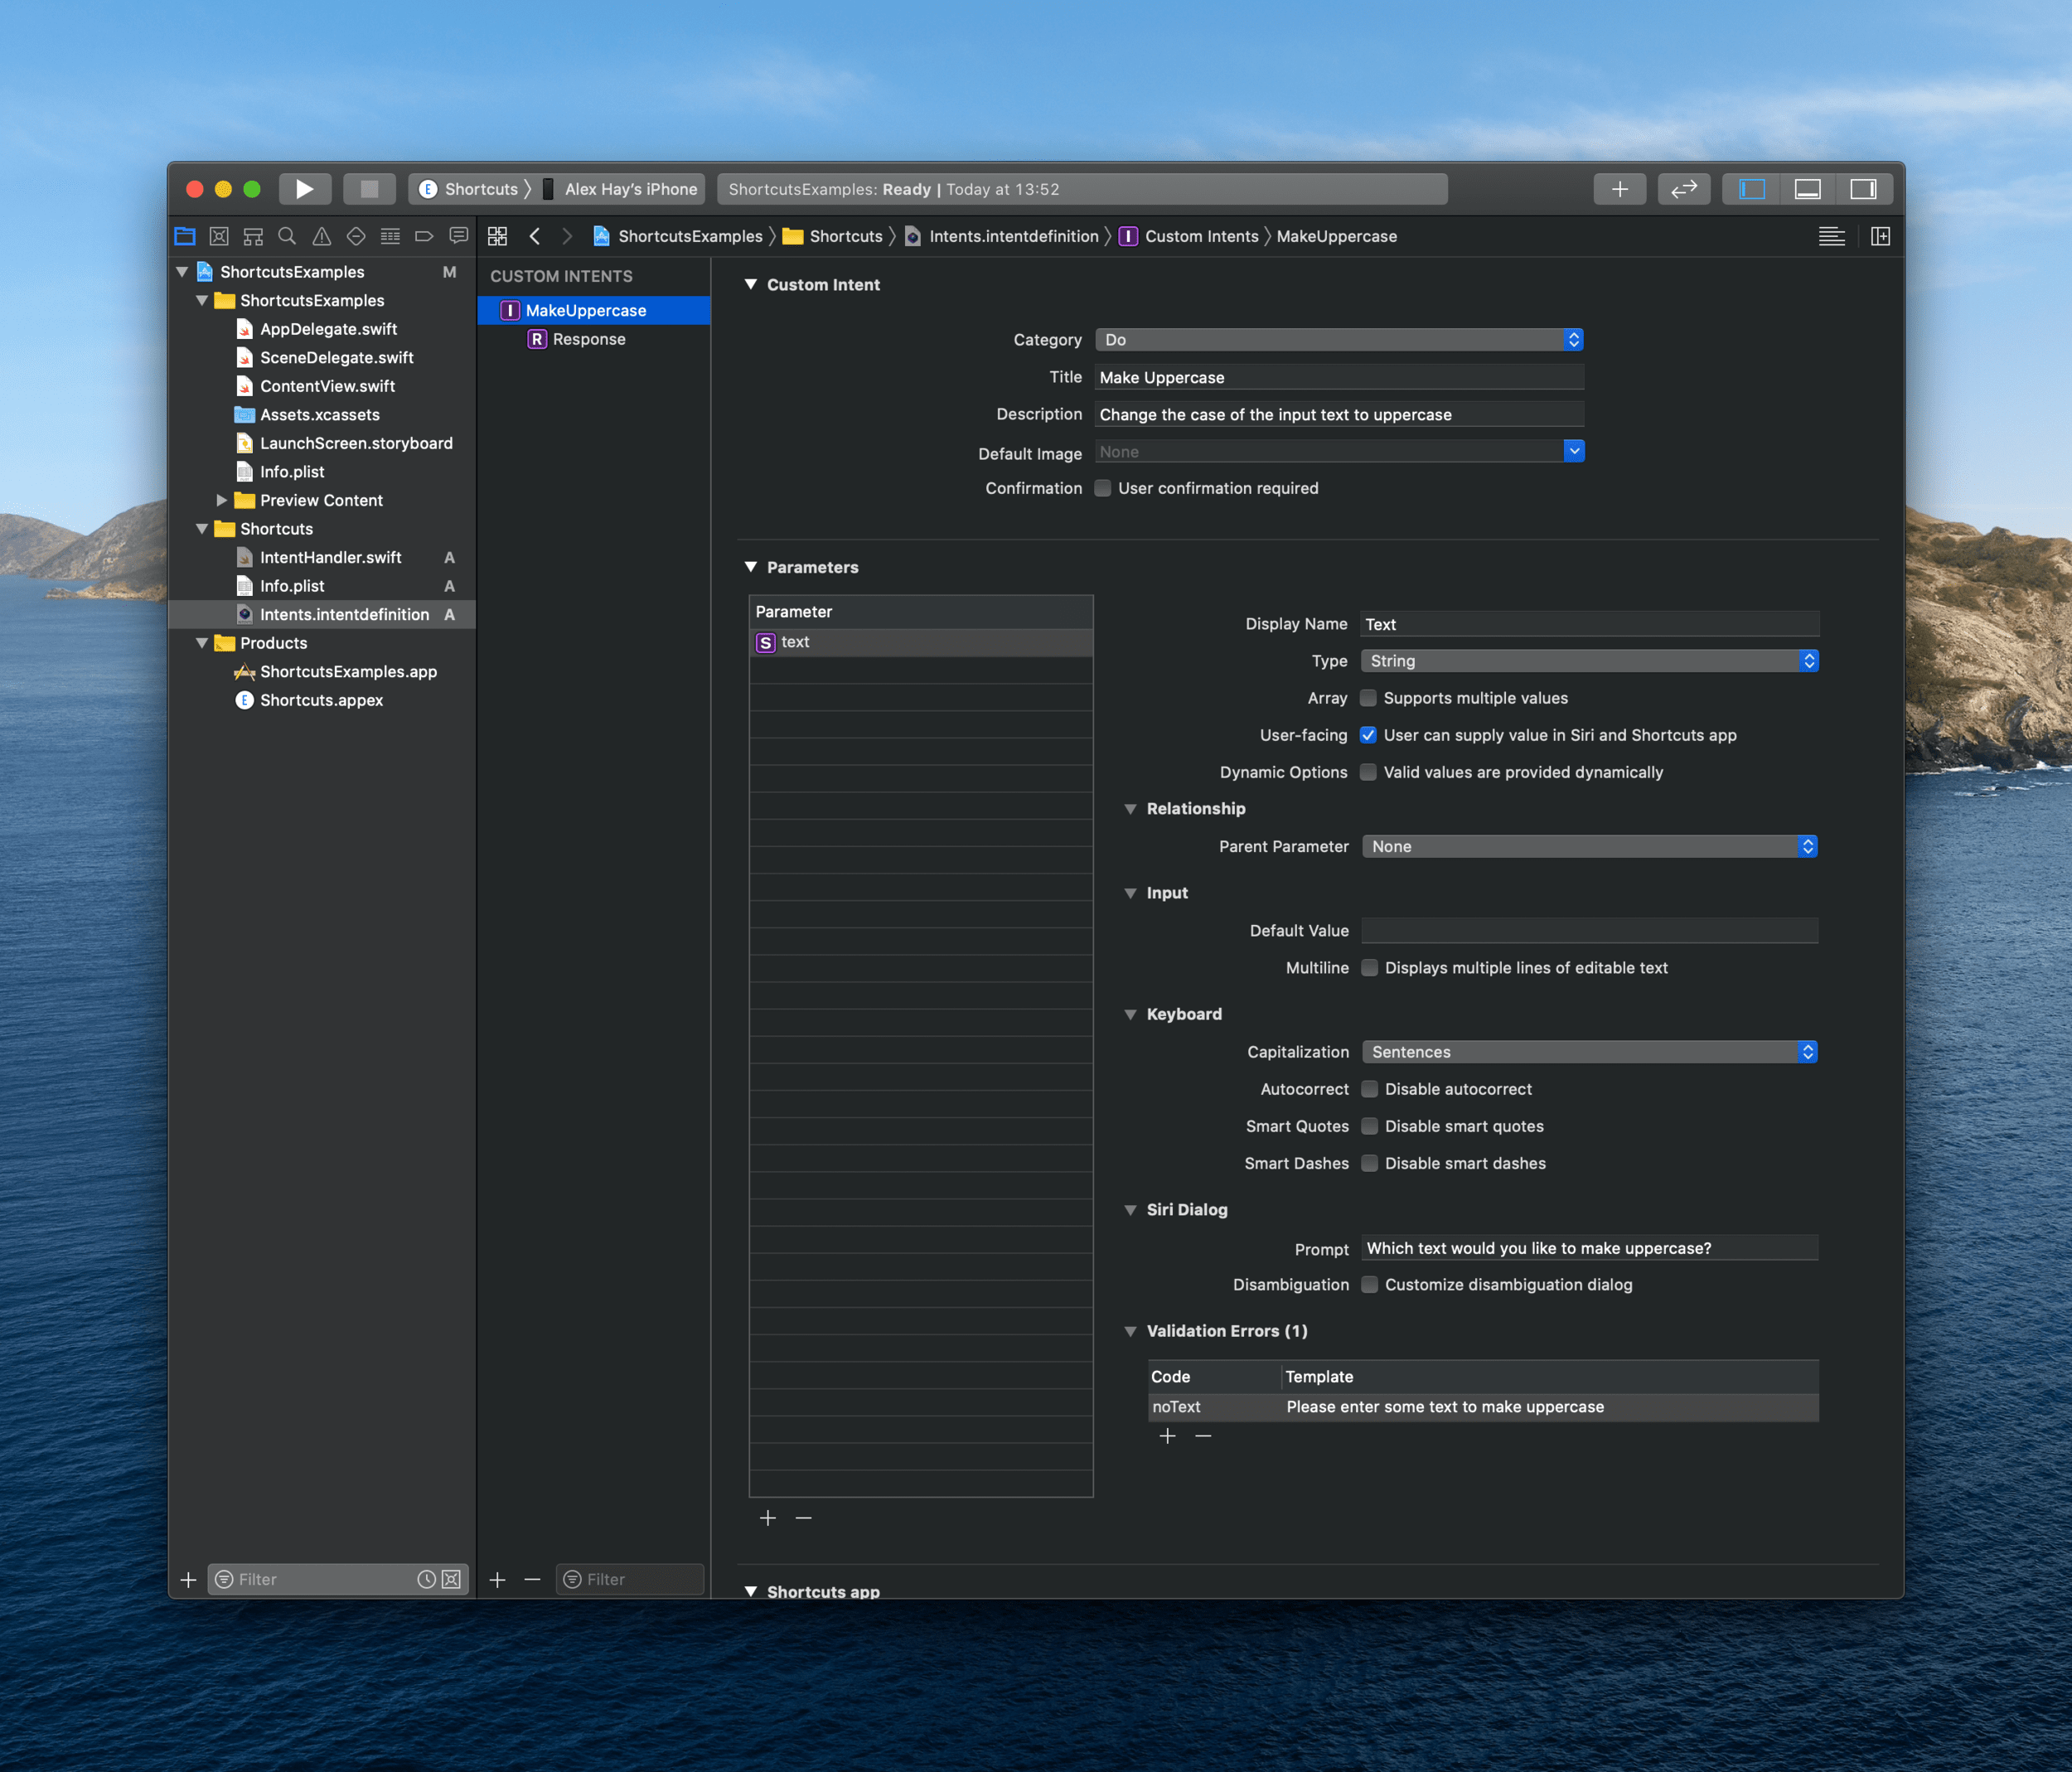 Shortcuts 〉 Alex Hay's iPhone
ShortcutsExamples: Ready | Today at 13:52
ShortcutsExamples 〉 Shortcuts 〉 Intents.intentdefinition 〉 I Custom Intents 〉 MakeUppercase
ShortcutsExamples M
ShortcutsExamples
AppDelegate.swift
SceneDelegate.swift
ContentView.swift
Assets.xcassets
LaunchScreen.storyboard
Info.plist
Preview Content
Shortcuts
IntentHandler.swift A
Info.plist A
Intents.intentdefinition A
Products
ShortcutsExamples.app
E Shortcuts.appex
Filter
CUSTOM INTENTS
I MakeUppercase
R Response
Filter
Custom Intent
Category Do
Title Make Uppercase
Description Change the case of the input text to uppercase
Default Image None
Confirmation User confirmation required
Parameters
Parameter
S text
Display Name Text
Type String
Array Supports multiple values
User-facing User can supply value in Siri and Shortcuts app
Dynamic Options Valid values are provided dynamically
Relationship
Parent Parameter None
Input
Default Value
Multiline Displays multiple lines of editable text
Keyboard
Capitalization Sentences
Autocorrect Disable autocorrect
Smart Quotes Disable smart quotes
Smart Dashes Disable smart dashes
Siri Dialog
Prompt Which text would you like to make uppercase?
Disambiguation Customize disambiguation dialog
Validation Errors (1)
Code Template
noText Please enter some text to make uppercase
Shortcuts app